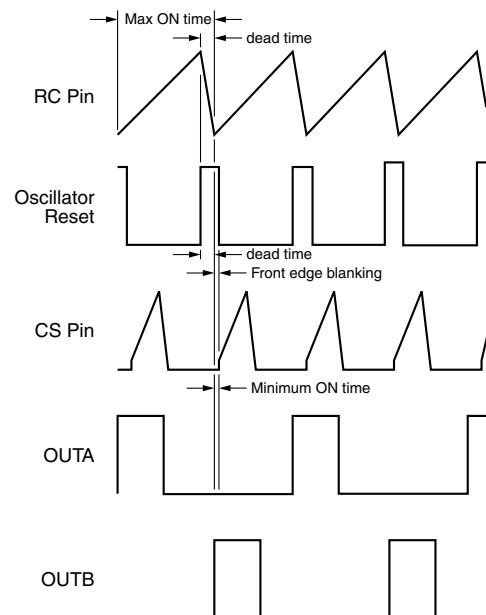 Max ON time
dead time
RC Pin
Oscillator
Reset
dead time
Front edge blanking
CS Pin
Minimum ON time
OUTA
OUTB